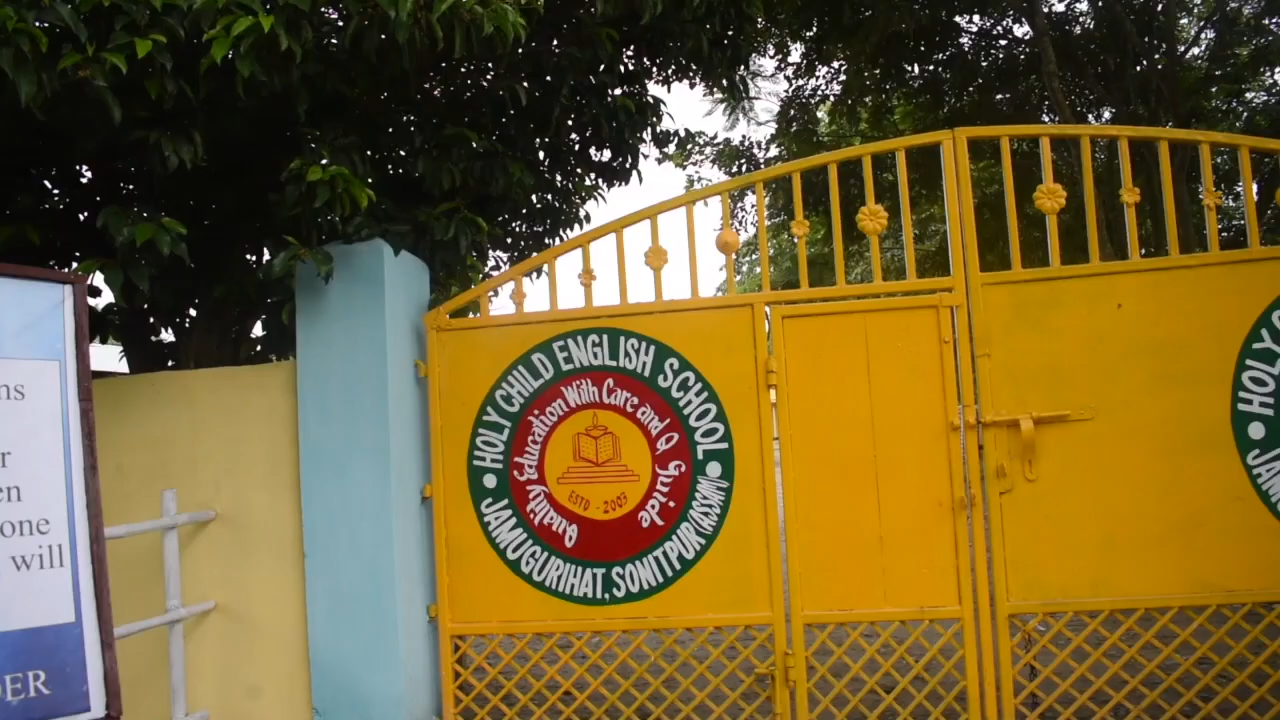 ns
r
en
one
will
DER
HOLY CHILD ENGLISH SCHOOL
Quality Education With Care and Q Guide
ESTD - 2003
JAMUGURIHAT, SONITPUR (ASSAM)
HOLY
JAM